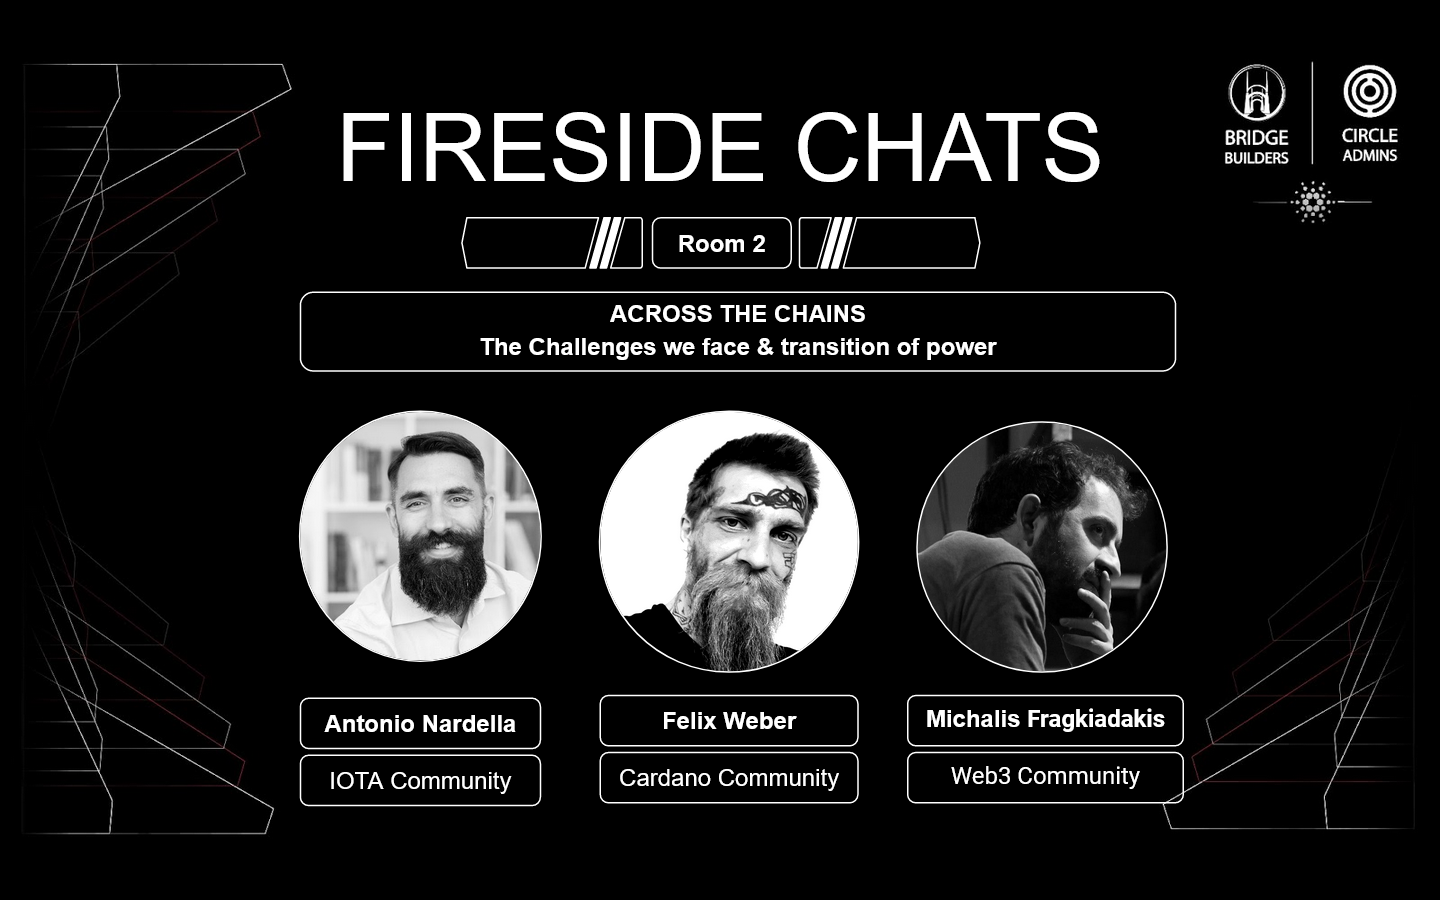 FIRESIDE CHATS
BRIDGE
BUILDERS
CIRCLE
ADMINS
Room 2
ACROSS THE CHAINS
The Challenges we face & transition of power
Antonio Nardella
Felix Weber
Michalis Fragkiadakis
IOTA Community
Cardano Community
Web3 Community